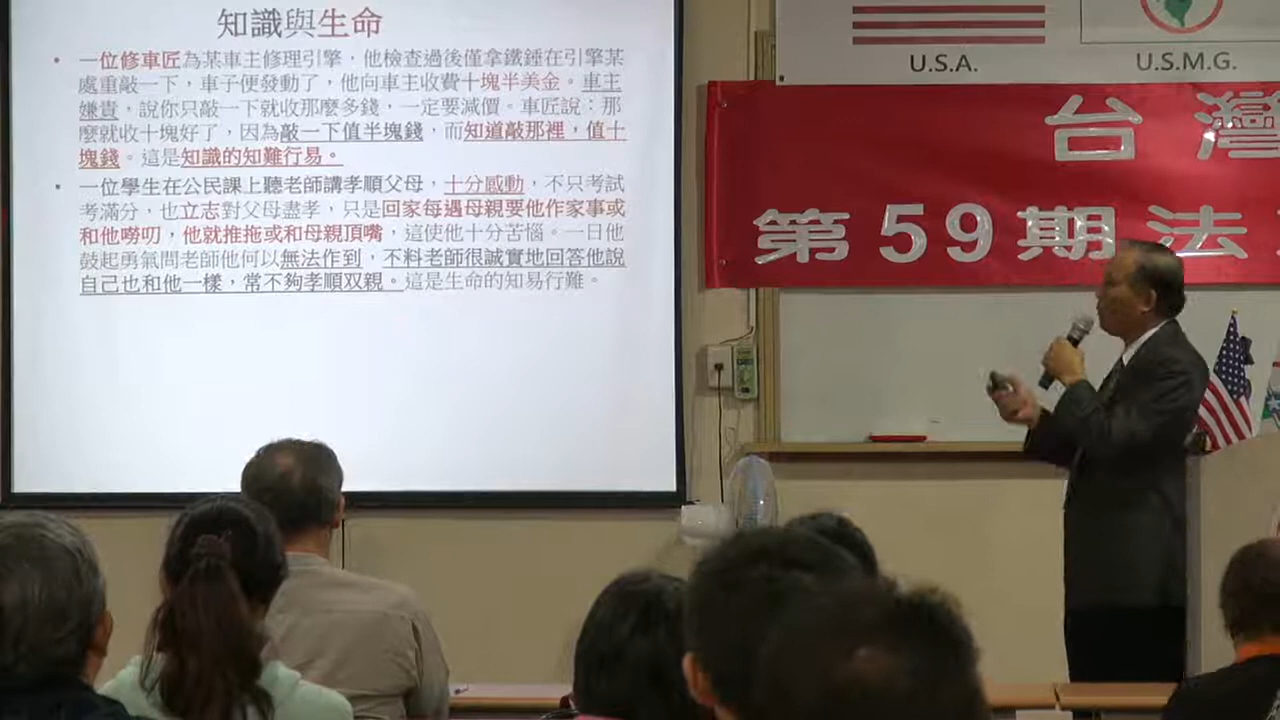 知識與生命
• 一位修車匠為某車主修理引擎，他檢查過後僅拿鐵錘在引擎某
處重敲一下，車子便發動了，他向車主收費十塊半美金。車主
嫌貴，說你只敲一下就收那麼多錢，一定要減價。車匠說：那
麼就收十塊好了，因為敲一下值半塊錢，而知道敲那裡，值十
塊錢。這是知識的知難行易。
• 一位學生在公民課上聽老師講孝順父母，十分感動，不只考試
考滿分，也立志對父母盡孝，只是回家每遇母親要他作家事或
和他嘮叨，他就推拖或和母親頂嘴，這使他十分苦惱。一日他
鼓起勇氣問老師他何以無法作到，不料老師很誠實地回答他說
自己也和他一樣，常不夠孝順双親。這是生命的知易行難。
U.S.A.
U.S.M.G.
台灣
第59期法